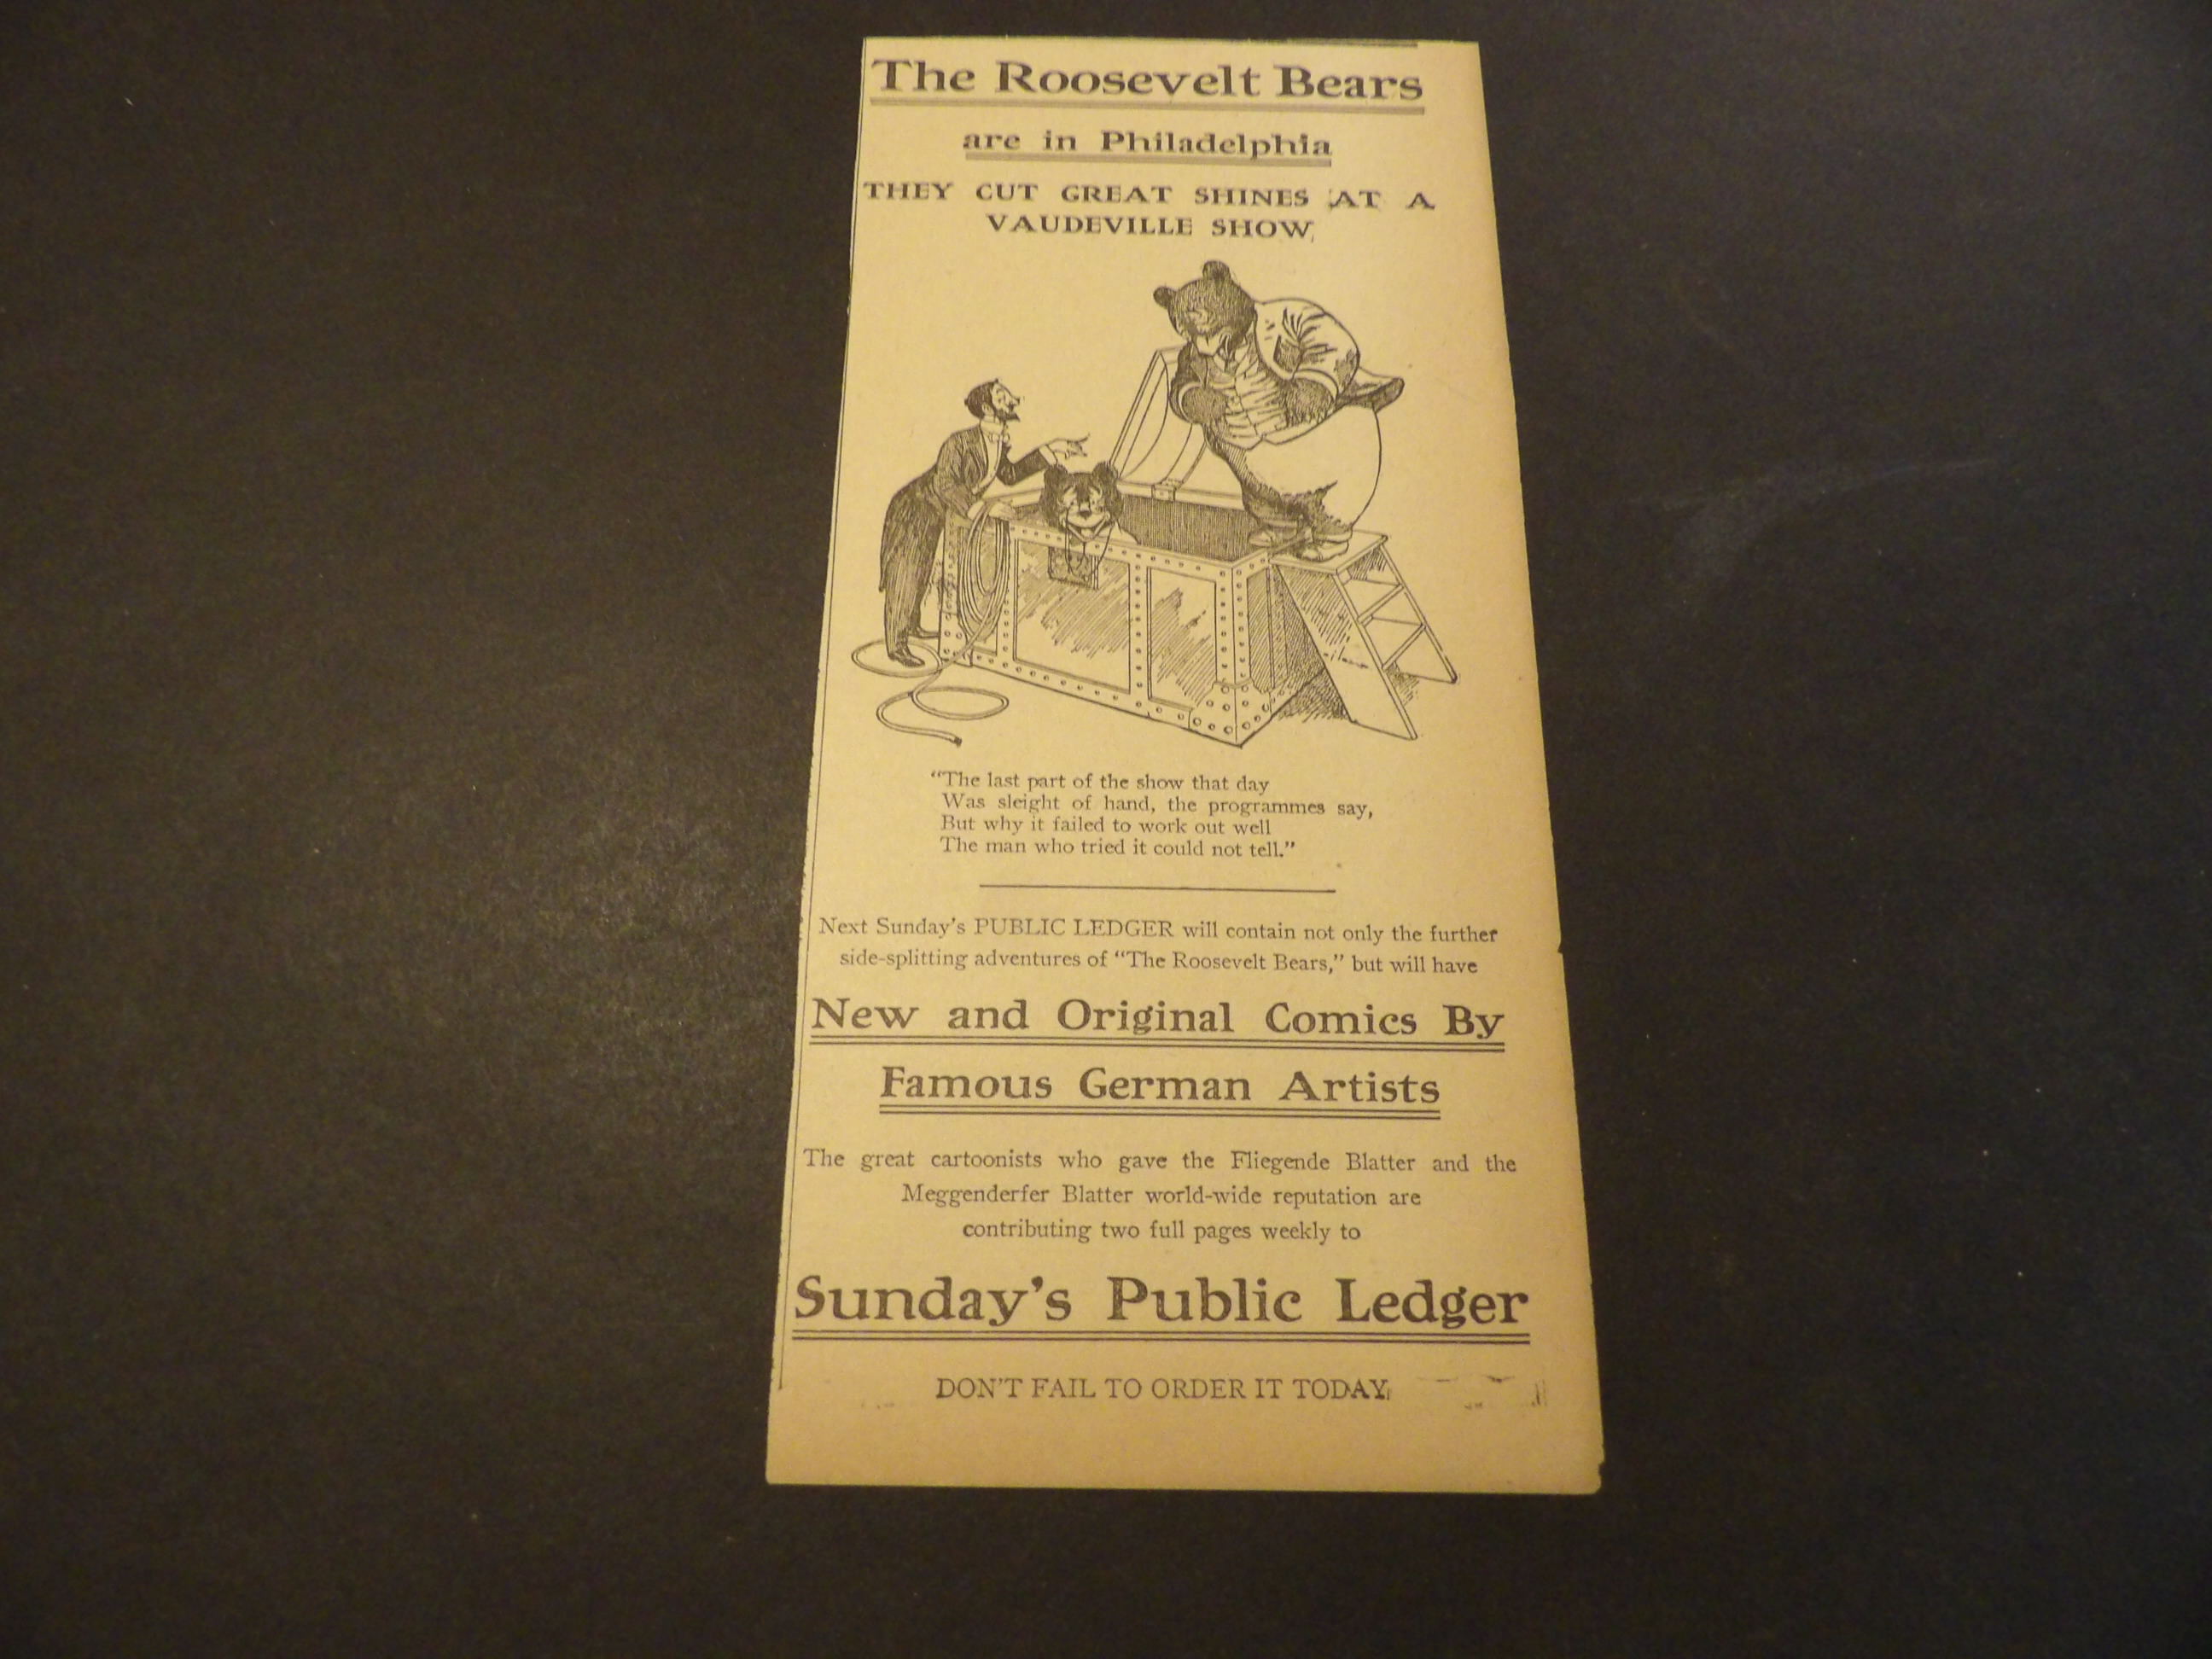 The Roosevelt Bears
are in Philadelphia
THEY CUT GREAT SHINES AT A
VAUDEVILLE SHOW
"The last part of the show that day
Was sleight of hand, the programmes say,
But why it failed to work out well
The man who tried it could not tell."
Next Sunday's PUBLIC LEDGER will contain not only the further
side-splitting adventures of "The Roosevelt Bears," but will have
New and Original Comics By
Famous German Artists
The great cartoonists who gave the Fliegende Blatter and the
Meggenderfer Blatter world-wide reputation are
contributing two full pages weekly to
Sunday's Public Ledger
DON'T FAIL TO ORDER IT TODAY